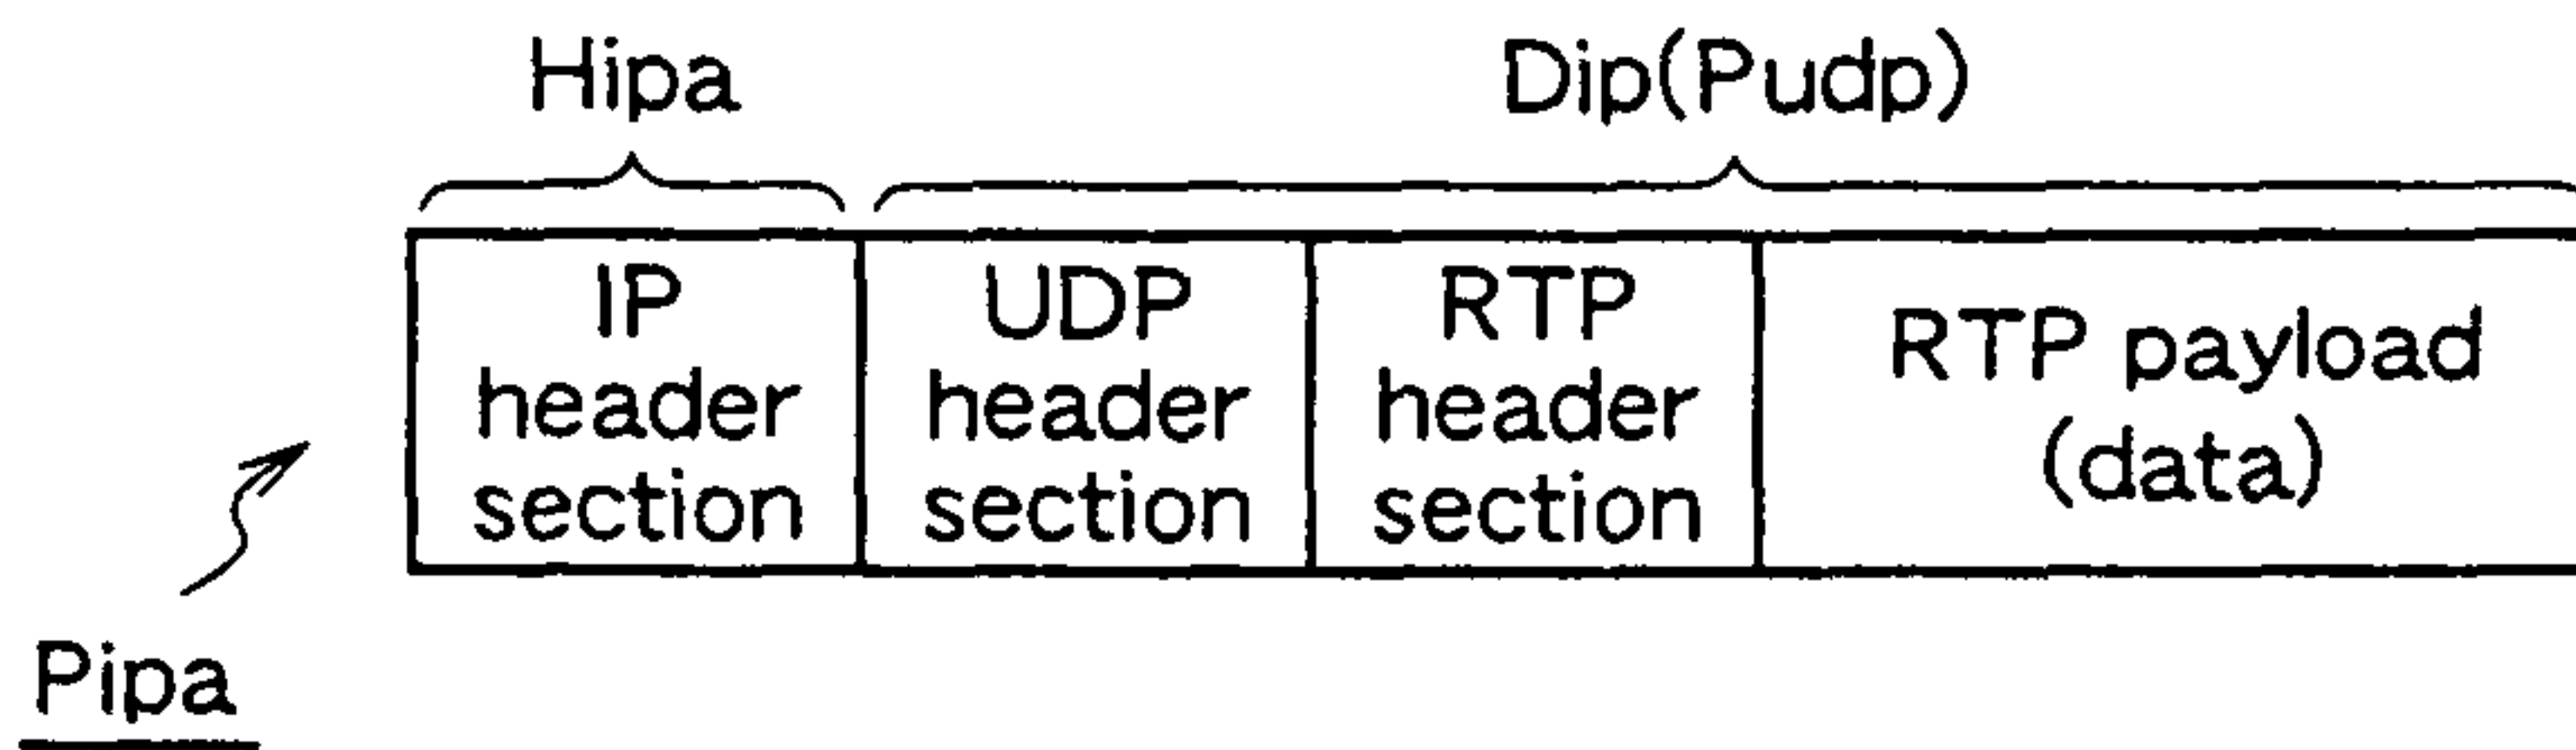 Hipa
Dip(Pudp)
IP
header
section
UDP
header
section
RTP
header
section
RTP payload
(data)
Pipa